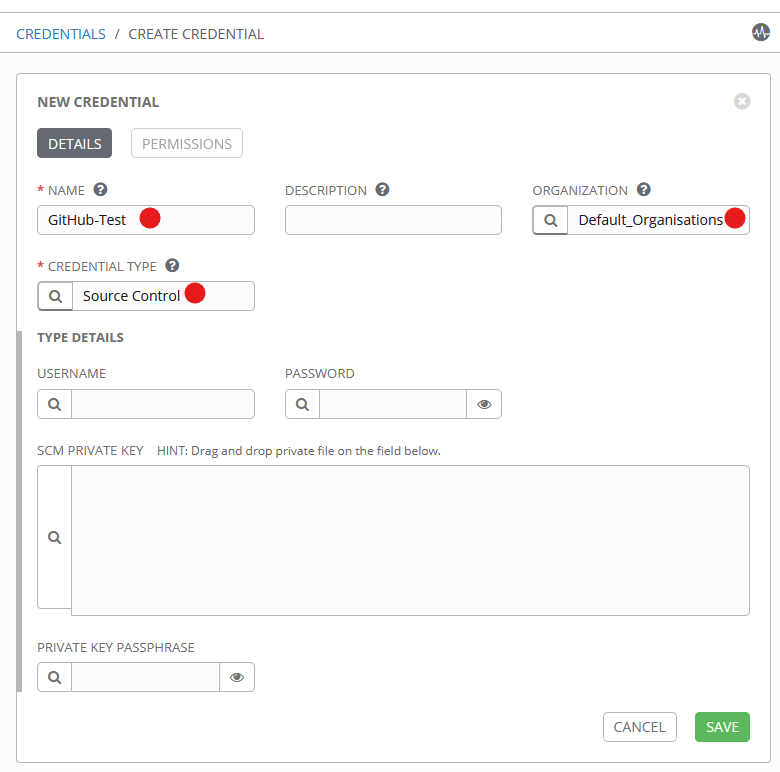 CREDENTIALS / CREATE CREDENTIAL
NEW CREDENTIAL
DETAILS PERMISSIONS
* NAME ? DESCRIPTION ? ORGANIZATION ?
GitHub-Test Default_Organisations
* CREDENTIAL TYPE ?
Source Control
TYPE DETAILS
USERNAME PASSWORD
SCM PRIVATE KEY HINT: Drag and drop private file on the field below.
PRIVATE KEY PASSPHRASE
CANCEL SAVE